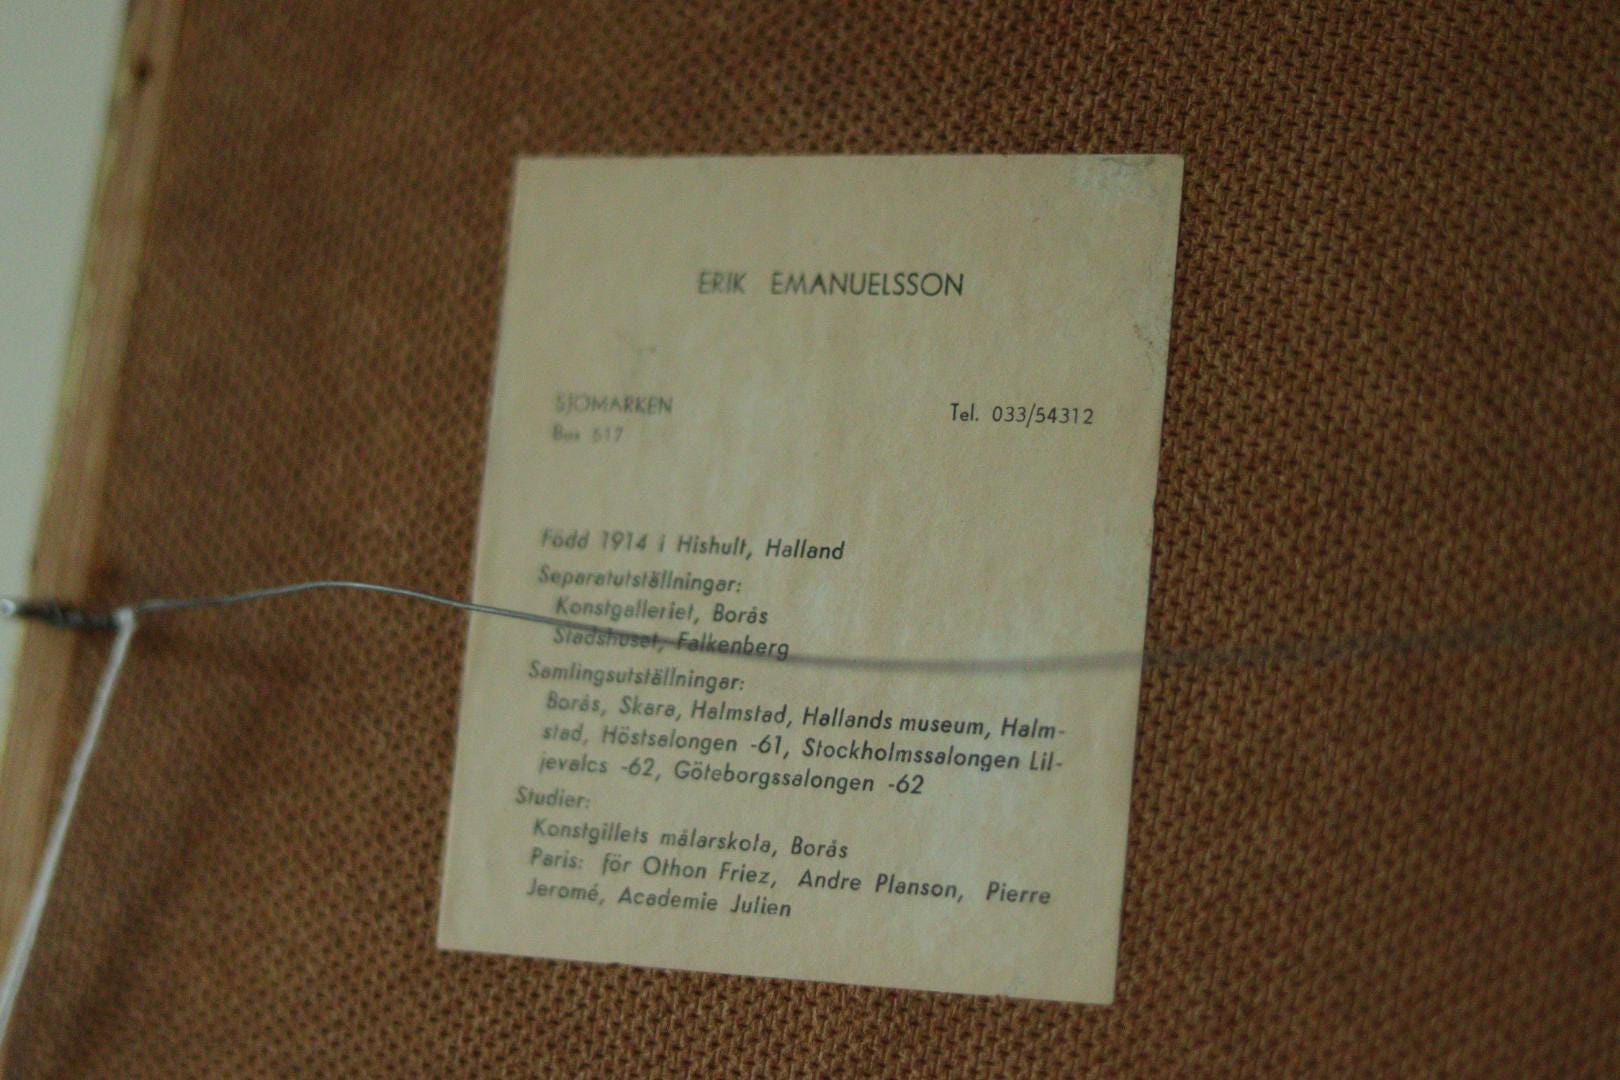 ERIK EMANUELSSON
SJÖMARKEN Tel. 033/54312
Box 517
Född 1914 i Hishult, Halland
Separatutställningar:
Konstgalleriet, Borås
Stadshuset, Falkenberg
Samlingsutställningar:
Borås, Skara, Halmstad, Hallands museum, Halm-
stad, Höstsalongen -61, Stockholmssalongen Lil-
jevalcs -62, Göteborgssalongen -62
Studier:
Konstgillets målarskola, Borås
Paris: för Othon Friez, Andre Planson, Pierre
Jeromé, Academie Julien